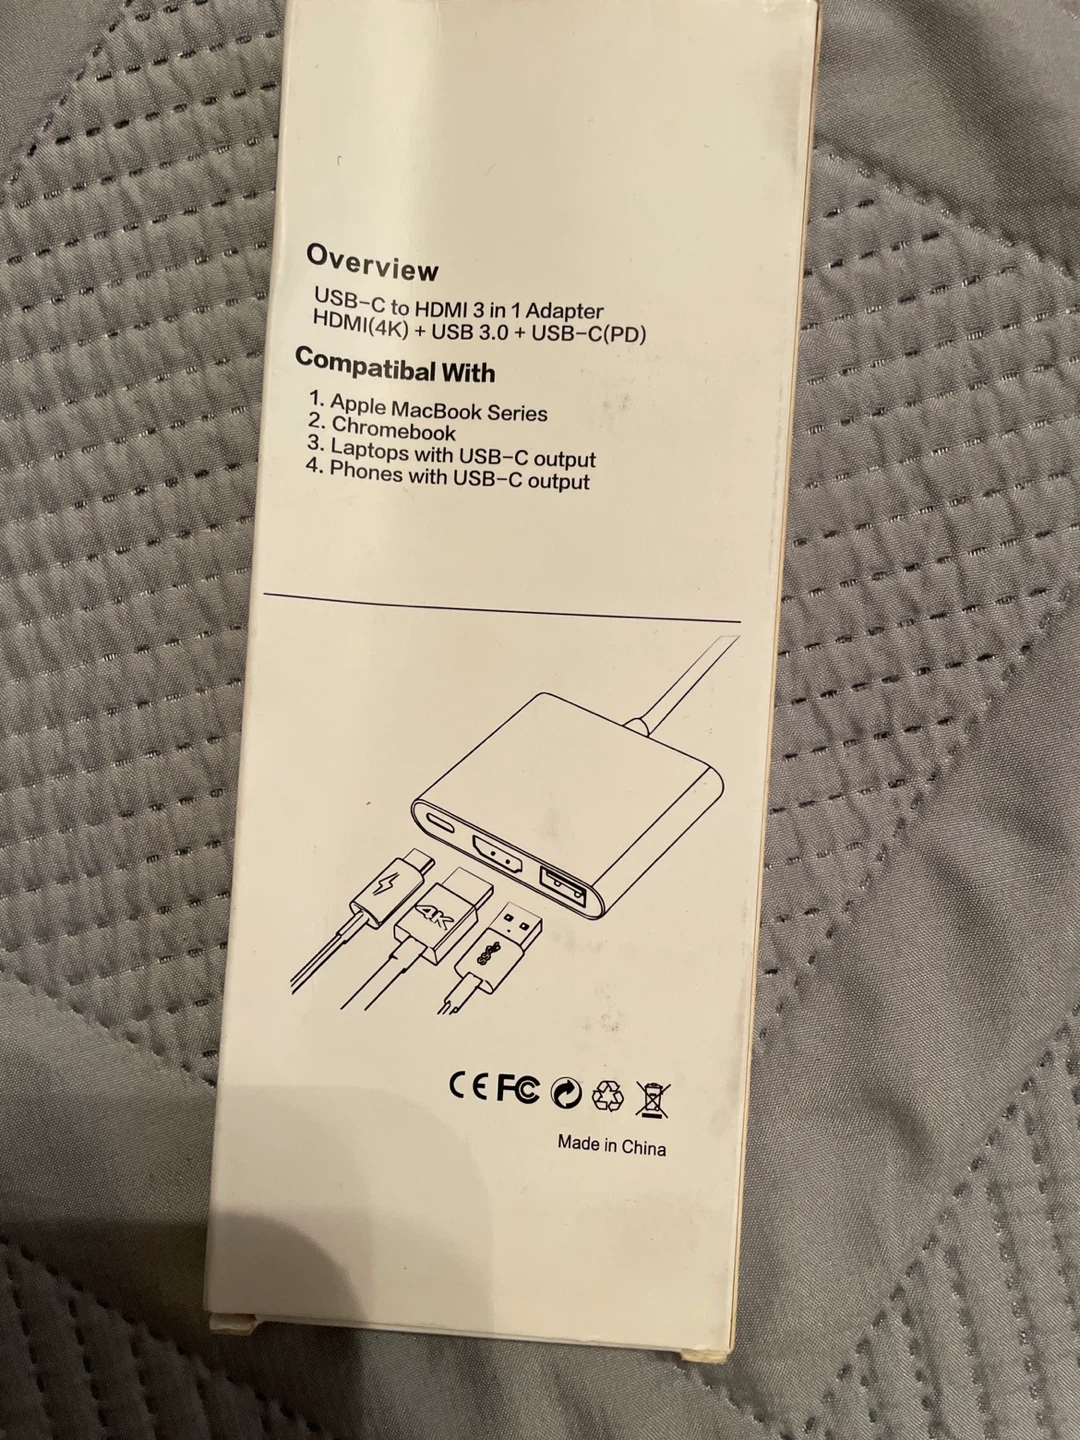 Overview
USB-C to HDMI 3 in 1 Adapter
HDMI(4K) + USB 3.0 + USB-C(PD)
Compatibal With
1. Apple MacBook Series
2. Chromebook
3. Laptops with USB-C output
4. Phones with USB-C output
4K
CE FC
Made in China